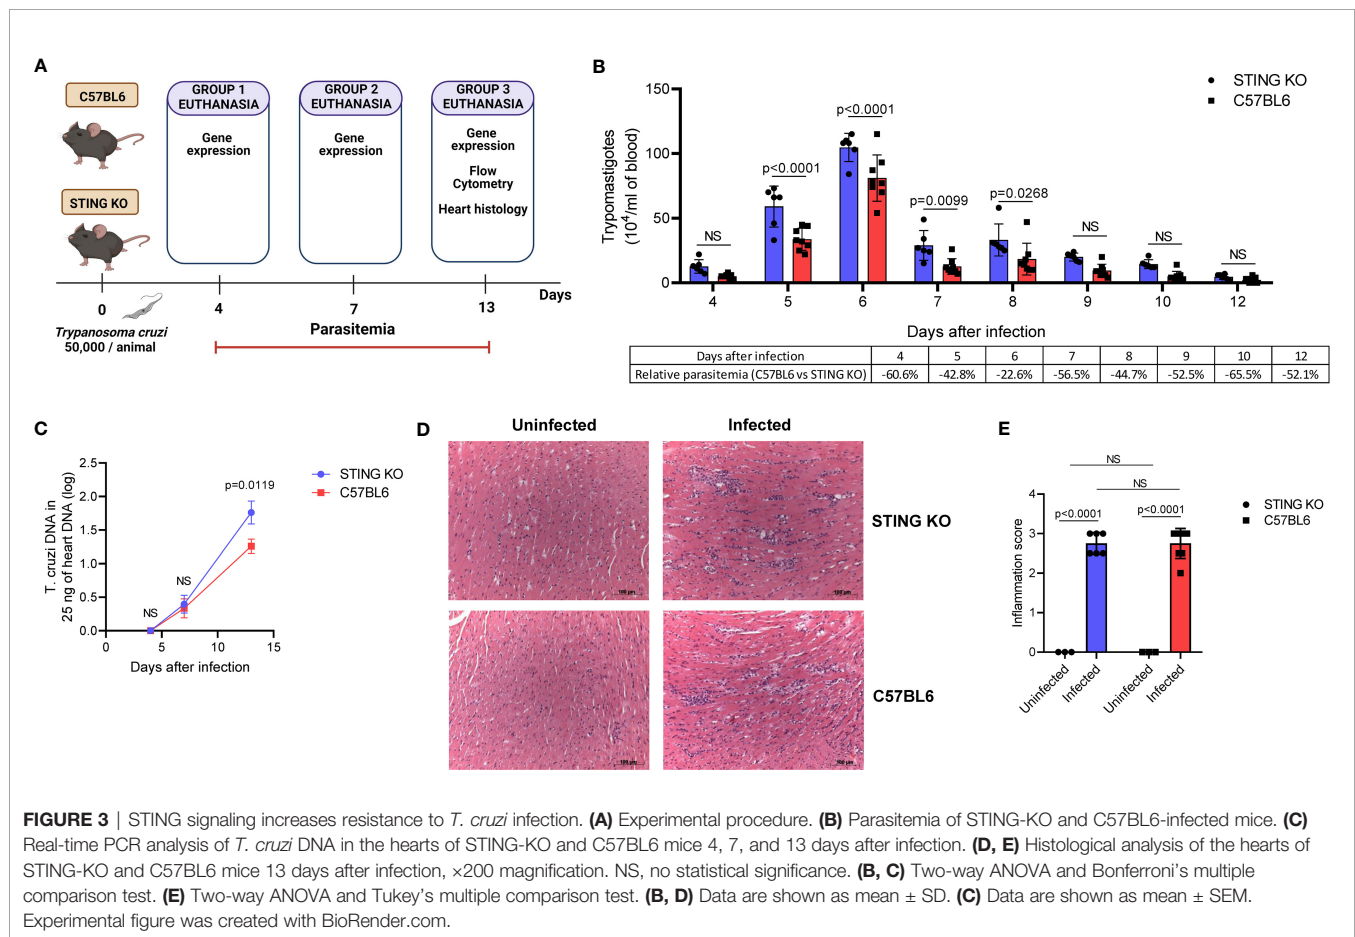 A
C57BL6
STING KO
GROUP 1
EUTHANASIA
Gene
expression
GROUP 2
EUTHANASIA
Gene
expression
GROUP 3
EUTHANASIA
Gene
expression
Flow
Cytometry
Heart histology
0
4
7
13
Days
Trypanosoma cruzi
50,000 / animal
Parasitemia
B
STING KO
C57BL6
Trypomastigotes
(10⁴/ml of blood)
150
100
50
0
NS
p<0.0001
p<0.0001
p=0.0099
p=0.0268
NS
NS
NS
4 5 6 7 8 9 10 12
Days after infection
Days after infection 4 5 6 7 8 9 10 12
Relative parasitemia (C57BL6 vs STING KO) -60.6% -42.8% -22.6% -56.5% -44.7% -52.5% -65.5% -52.1%
C
T. cruzi DNA in
25 ng of heart DNA (log)
2.5
2.0
1.5
1.0
0.5
0.0
NS
NS
p=0.0119
STING KO
C57BL6
0 5 10 15
Days after infection
D
Uninfected
Infected
STING KO
C57BL6
100 µm
100 µm
100 µm
100 µm
E
NS
NS
p<0.0001
p<0.0001
STING KO
C57BL6
Inflammation score
4
3
2
1
0
Uninfected
Infected
Uninfected
Infected
FIGURE 3 | STING signaling increases resistance to T. cruzi infection. (A) Experimental procedure. (B) Parasitemia of STING-KO and C57BL6-infected mice. (C)
Real-time PCR analysis of T. cruzi DNA in the hearts of STING-KO and C57BL6 mice 4, 7, and 13 days after infection. (D, E) Histological analysis of the hearts of
STING-KO and C57BL6 mice 13 days after infection, ×200 magnification. NS, no statistical significance. (B, C) Two-way ANOVA and Bonferroni's multiple
comparison test. (E) Two-way ANOVA and Tukey's multiple comparison test. (B, D) Data are shown as mean ± SD. (C) Data are shown as mean ± SEM.
Experimental figure was created with BioRender.com.